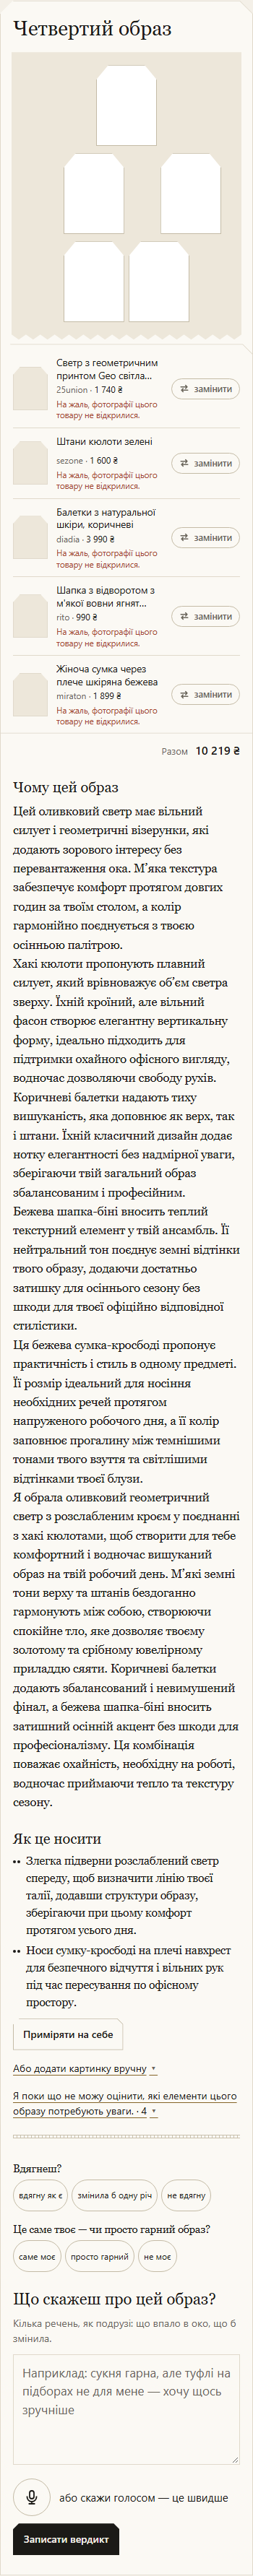 Четвертий образ
Светр з геометричним
принтом Geo світла...
25union · 1 740 ₴
На жаль, фотографії цього
товару не відкрилися.
замінити
Штани кюлоти зелені
sezone · 1 600 ₴
На жаль, фотографії цього
товару не відкрилися.
замінити
Балетки з натуральної
шкіри, коричневі
diadia · 3 990 ₴
На жаль, фотографії цього
товару не відкрилися.
замінити
Шапка з відворотом з
м'якої вовни ягнят...
rito · 990 ₴
На жаль, фотографії цього
товару не відкрилися.
замінити
Жіноча сумка через
плече шкіряна бежева
miraton · 1 899 ₴
На жаль, фотографії цього
товару не відкрилися.
замінити
Разом 10 219 ₴
Чому цей образ
Цей оливковий светр має вільний
силует і геометричні візерунки, які
додають зорового інтересу без
перевантаження ока. М’яка текстура
забезпечує комфорт протягом довгих
годин за твоїм столом, а колір
гармонійно поєднується з твоєю
осінньою палітрою.
Хакі кюлоти пропонують плавний
силует, який врівноважує об’єм светра
зверху. Їхній кроїний, але вільний
фасон створює елегантну вертикальну
форму, ідеально підходить для
підтримки охайного офісного вигляду,
водночас дозволяючи свободу рухів.
Коричневі балетки надають тиху
вишуканість, яка доповнює як верх, так
і штани. Їхній класичний дизайн додає
нотку елегантності без надмірної уваги,
зберігаючи твій загальний образ
збалансованим і професійним.
Бежева шапка-біні вносить теплий
текстурний елемент у твій ансамбль. Її
нейтральний тон поєднує земні відтінки
твого образу, додаючи достатньо
затишку для осіннього сезону без
шкоди для твоєї офіційно відповідної
стилістики.
Ця бежева сумка-кросбоді пропонує
практичність і стиль в одному предметі.
Її розмір ідеальний для носіння
необхідних речей протягом
напруженого робочого дня, а її колір
заповнює прогалину між темнішими
тонами твого взуття та світлішими
відтінками твоєї блузи.
Я обрала оливковий геометричний
светр з розслабленим кроєм у поєднанні
з хакі кюлотами, щоб створити для тебе
комфортний і водночас вишуканий
образ на твій робочий день. М’які земні
тони верху та штанів бездоганно
гармонують між собою, створюючи
спокійне тло, яке дозволяє твоєму
золотому та срібному ювелірному
приладдю сяяти. Коричневі балетки
додають збалансований і невимушений
фінал, а бежева шапка-біні вносить
затишний осінній акцент без шкоди для
професіоналізму. Ця комбінація
поважає охайність, необхідну на роботі,
водночас приймаючи тепло та текстуру
сезону.
Як це носити
Злегка підверни розслаблений светр
спереду, щоб визначити лінію твоєї
талії, додавши структури образу,
зберігаючи при цьому комфорт
протягом усього дня.
Носи сумку-кросбоді на плечі навхрест
для безпечного відчуття і вільних рук
під час пересування по офісному
простору.
Приміряти на себе
Або додати картинку вручну
Я поки що не можу оцінити, які елементи цього
образу потребують уваги. · 4
Вдягнеш?
вдягну як є
змінила б одну річ
не вдягну
Це саме твоє — чи просто гарний образ?
саме моє
просто гарний
не моє
Що скажеш про цей образ?
Кілька речень, як подрузі: що впало в око, що б
змінила.
Наприклад: сукня гарна, але туфлі на
підборах не для мене — хочу щось
зручніше
або скажи голосом — це швидше
Записати вердикт